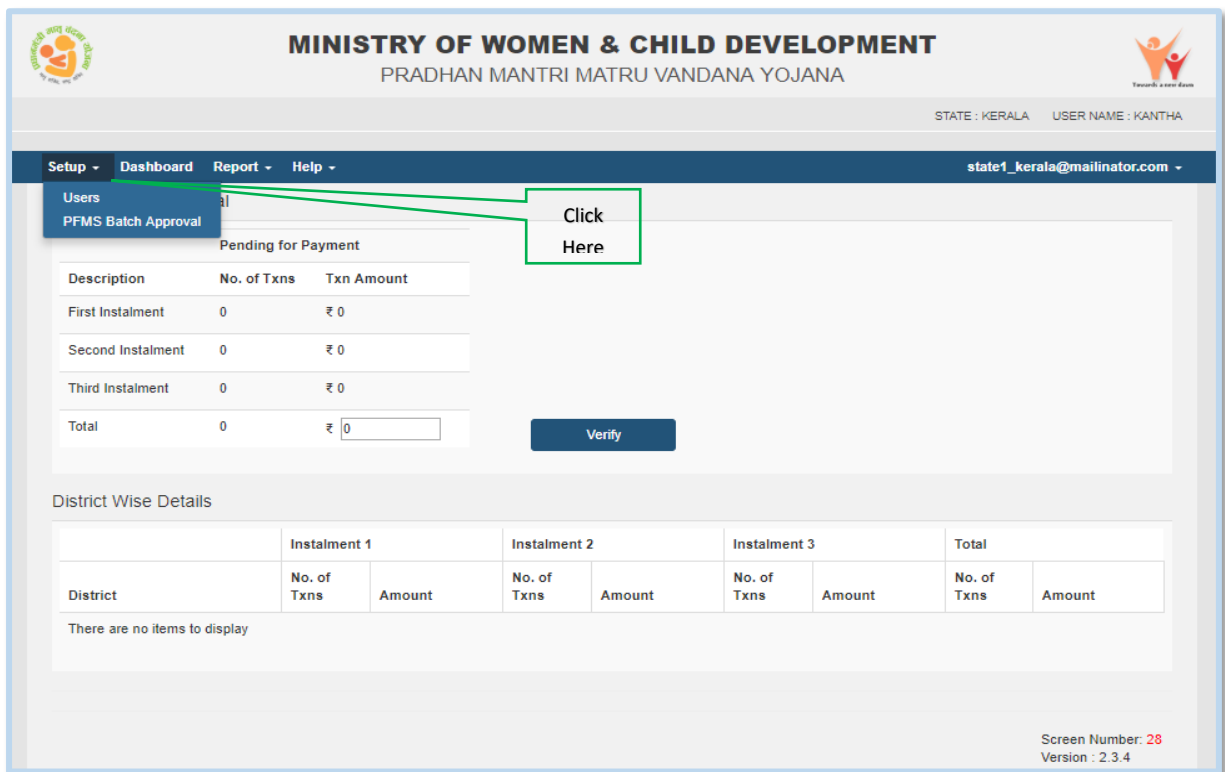 MINISTRY OF WOMEN & CHILD DEVELOPMENT
PRADHAN MANTRI MATRU VANDANA YOJANA
Towards a new dawn
STATE : KERALA USER NAME : KANTHA
Setup Dashboard Report Help state1_kerala@mailinator.com
Users
PFMS Batch Approval
al
Click
Here
Pending for Payment
Description No. of Txns Txn Amount
First Instalment 0 ₹ 0
Second Instalment 0 ₹ 0
Third Instalment 0 ₹ 0
Total 0 ₹ 0
Verify
District Wise Details
Instalment 1 Instalment 2 Instalment 3 Total
District No. of Txns Amount No. of Txns Amount No. of Txns Amount No. of Txns Amount
There are no items to display
Screen Number: 28
Version : 2.3.4